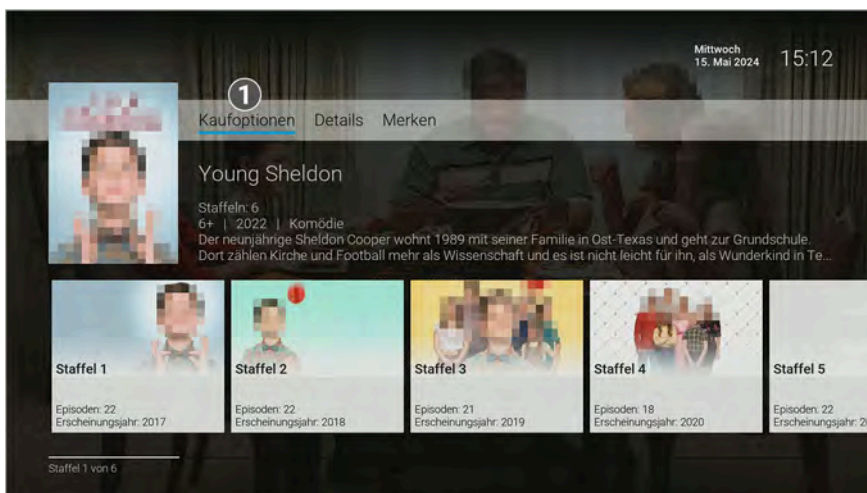 Mittwoch
15. Mai 2024
15:12
1
Kaufoptionen Details Merken
Young Sheldon
Staffeln: 6
6+ | 2022 | Komödie
Der neunjährige Sheldon Cooper wohnt 1989 mit seiner Familie in Ost-Texas und geht zur Grundschule.
Dort zählen Kirche und Football mehr als Wissenschaft und es ist nicht leicht für ihn, als Wunderkind in Te...
Staffel 1
Episoden: 22
Erscheinungsjahr: 2017
Staffel 2
Episoden: 22
Erscheinungsjahr: 2018
Staffel 3
Episoden: 21
Erscheinungsjahr: 2019
Staffel 4
Episoden: 18
Erscheinungsjahr: 2020
Staffel 5
Episoden: 22
Erscheinungsjahr:
Staffel 1 von 6